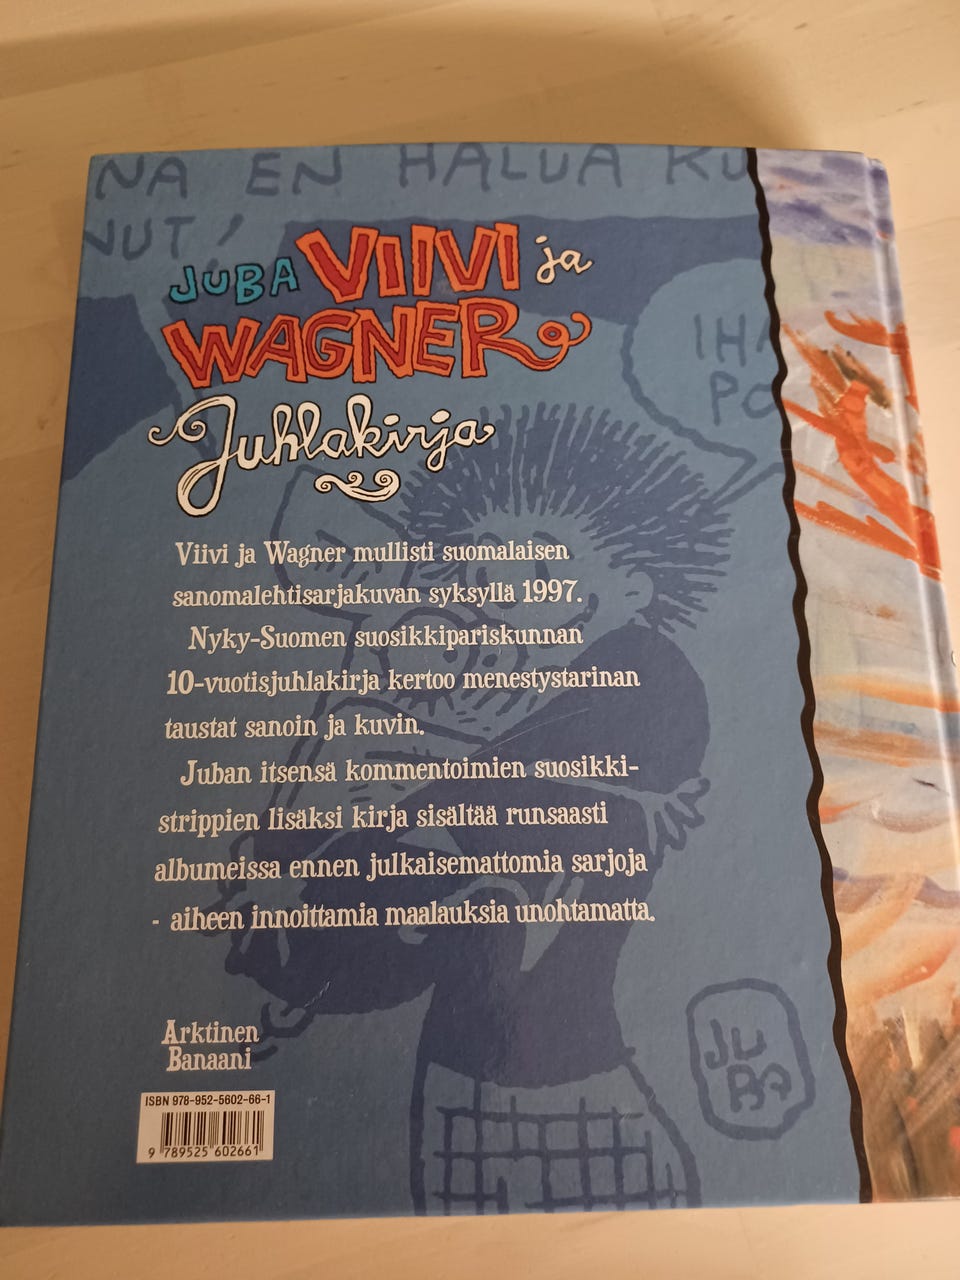 NA EN HALUA KU
NUT,
JUBA VIIVI ja
WAGNER
Juhlakirja
IHA
PO
Viivi ja Wagner mullisti suomalaisen
sanomalehtisarjakuvan syksyllä 1997.
Nyky-Suomen suosikkipariskunnan
10-vuotisjuhlakirja kertoo menestystarinan
taustat sanoin ja kuvin.
Juban itsensä kommentoimien suosikki-
strippien lisäksi kirja sisältää runsaasti
albumeissa ennen julkaisemattomia sarjoja
- aiheen innoittamia maalauksia unohtamatta.
JU
BA
Arktinen
Banaani
ISBN 978-952-5602-66-1
9 789525 602661